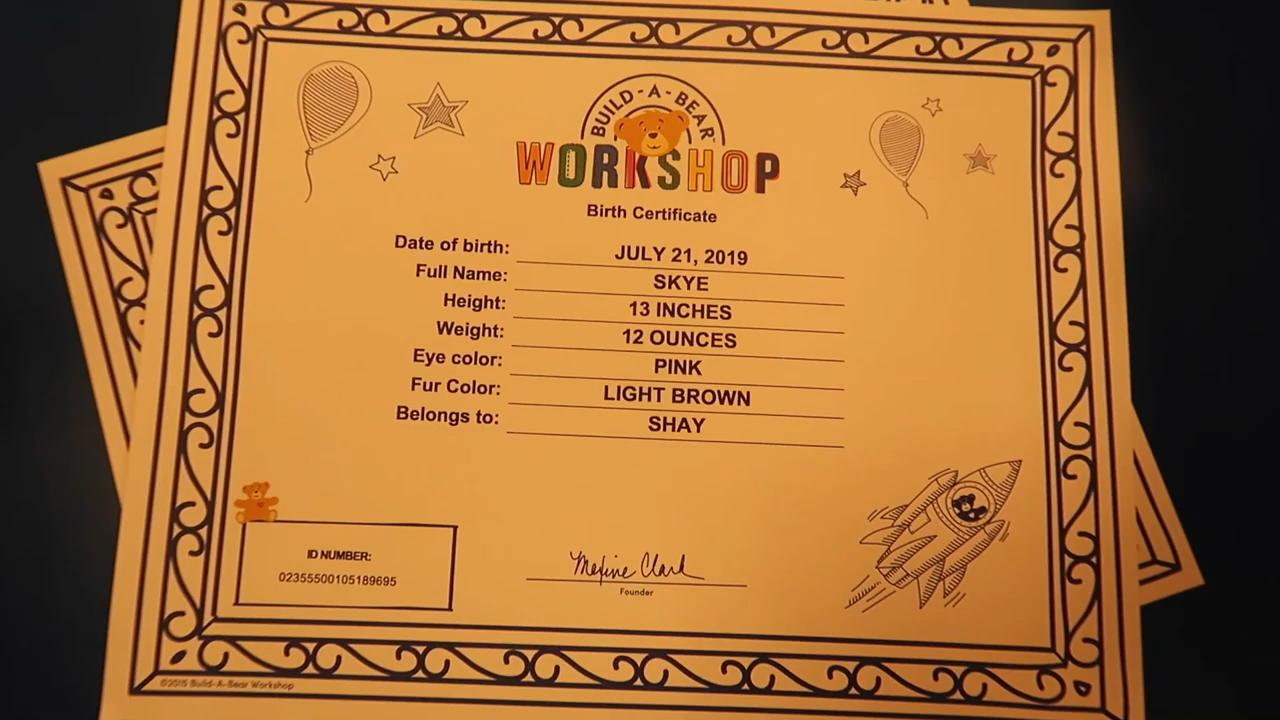 BUILD-A-BEAR
WORKSHOP
Birth Certificate
Date of birth: JULY 21, 2019
Full Name: SKYE
Height: 13 INCHES
Weight: 12 OUNCES
Eye color: PINK
Fur Color: LIGHT BROWN
Belongs to: SHAY
ID NUMBER:
02355500105189695
Maxine Clark
Founder
©2015 Build-A-Bear Workshop